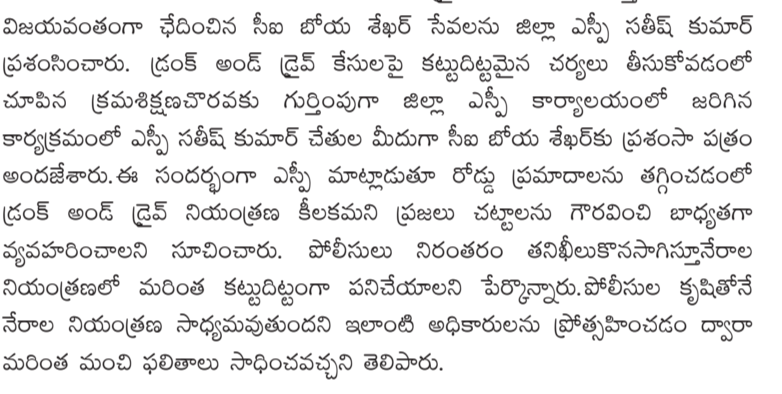 విజయవంతంగా ఛేదించిన సీఐ బోయ శేఖర్ సేవలను జిల్లా ఎస్పీ సతీష్ కుమార్
ప్రశంసించారు. డ్రంక్ అండ్ డ్రైవ్ కేసులపై కట్టుదిట్టమైన చర్యలు తీసుకోవడంలో
చూపిన క్రమశిక్షణచొరవకు గుర్తింపుగా జిల్లా ఎస్పీ కార్యాలయంలో జరిగిన
కార్యక్రమంలో ఎస్పీ సతీష్ కుమార్ చేతుల మీదుగా సీఐ బోయ శేఖర్‌కు ప్రశంసా పత్రం
అందజేశారు.ఈ సందర్భంగా ఎస్పీ మాట్లాడుతూ రోడ్డు ప్రమాదాలను తగ్గించడంలో
డ్రంక్ అండ్ డ్రైవ్ నియంత్రణ కీలకమని ప్రజలు చట్టాలను గౌరవించి బాధ్యతగా
వ్యవహరించాలని సూచించారు. పోలీసులు నిరంతరం తనిఖీలుకొనసాగిస్తూనేరాల
నియంత్రణలో మరింత కట్టుదిట్టంగా పనిచేయాలని పేర్కొన్నారు.పోలీసుల కృషితోనే
నేరాల నియంత్రణ సాధ్యమవుతుందని ఇలాంటి అధికారులను ప్రోత్సహించడం ద్వారా
మరింత మంచి ఫలితాలు సాధించవచ్చని తెలిపారు.